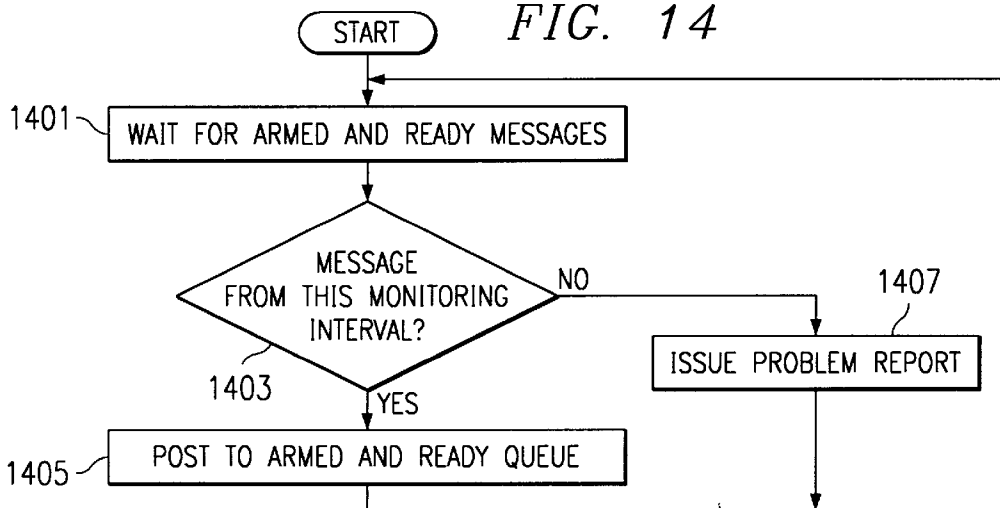 START
FIG. 14
1401
WAIT FOR ARMED AND READY MESSAGES
MESSAGE
FROM THIS MONITORING
INTERVAL?
NO
1403
YES
1407
ISSUE PROBLEM REPORT
1405
POST TO ARMED AND READY QUEUE